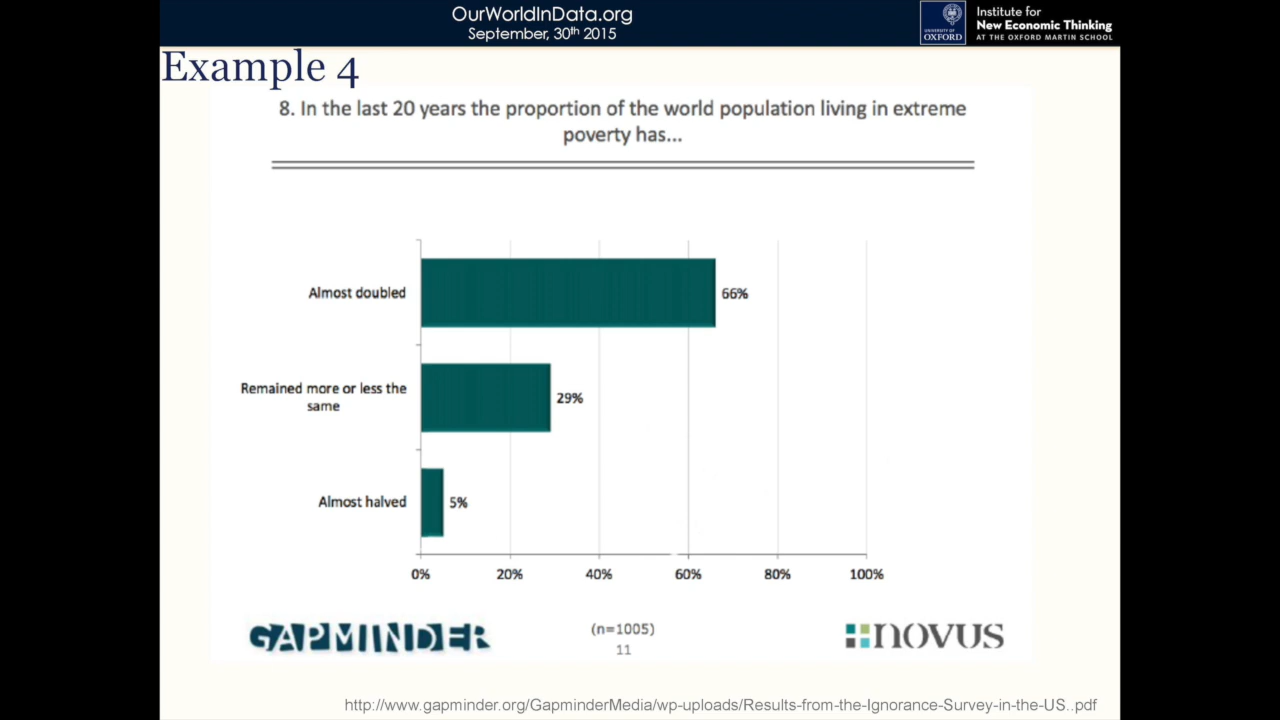 OurWorldInData.org
September, 30th 2015
UNIVERSITY OF
OXFORD
Institute for
New Economic Thinking
AT THE OXFORD MARTIN SCHOOL
Example 4
8. In the last 20 years the proportion of the world population living in extreme
poverty has...
Almost doubled
66%
Remained more or less the
same
29%
Almost halved
5%
0%
20%
40%
60%
80%
100%
GAPMINDER
(n=1005)
11
novus
http://www.gapminder.org/GapminderMedia/wp-uploads/Results-from-the-Ignorance-Survey-in-the-US..pdf